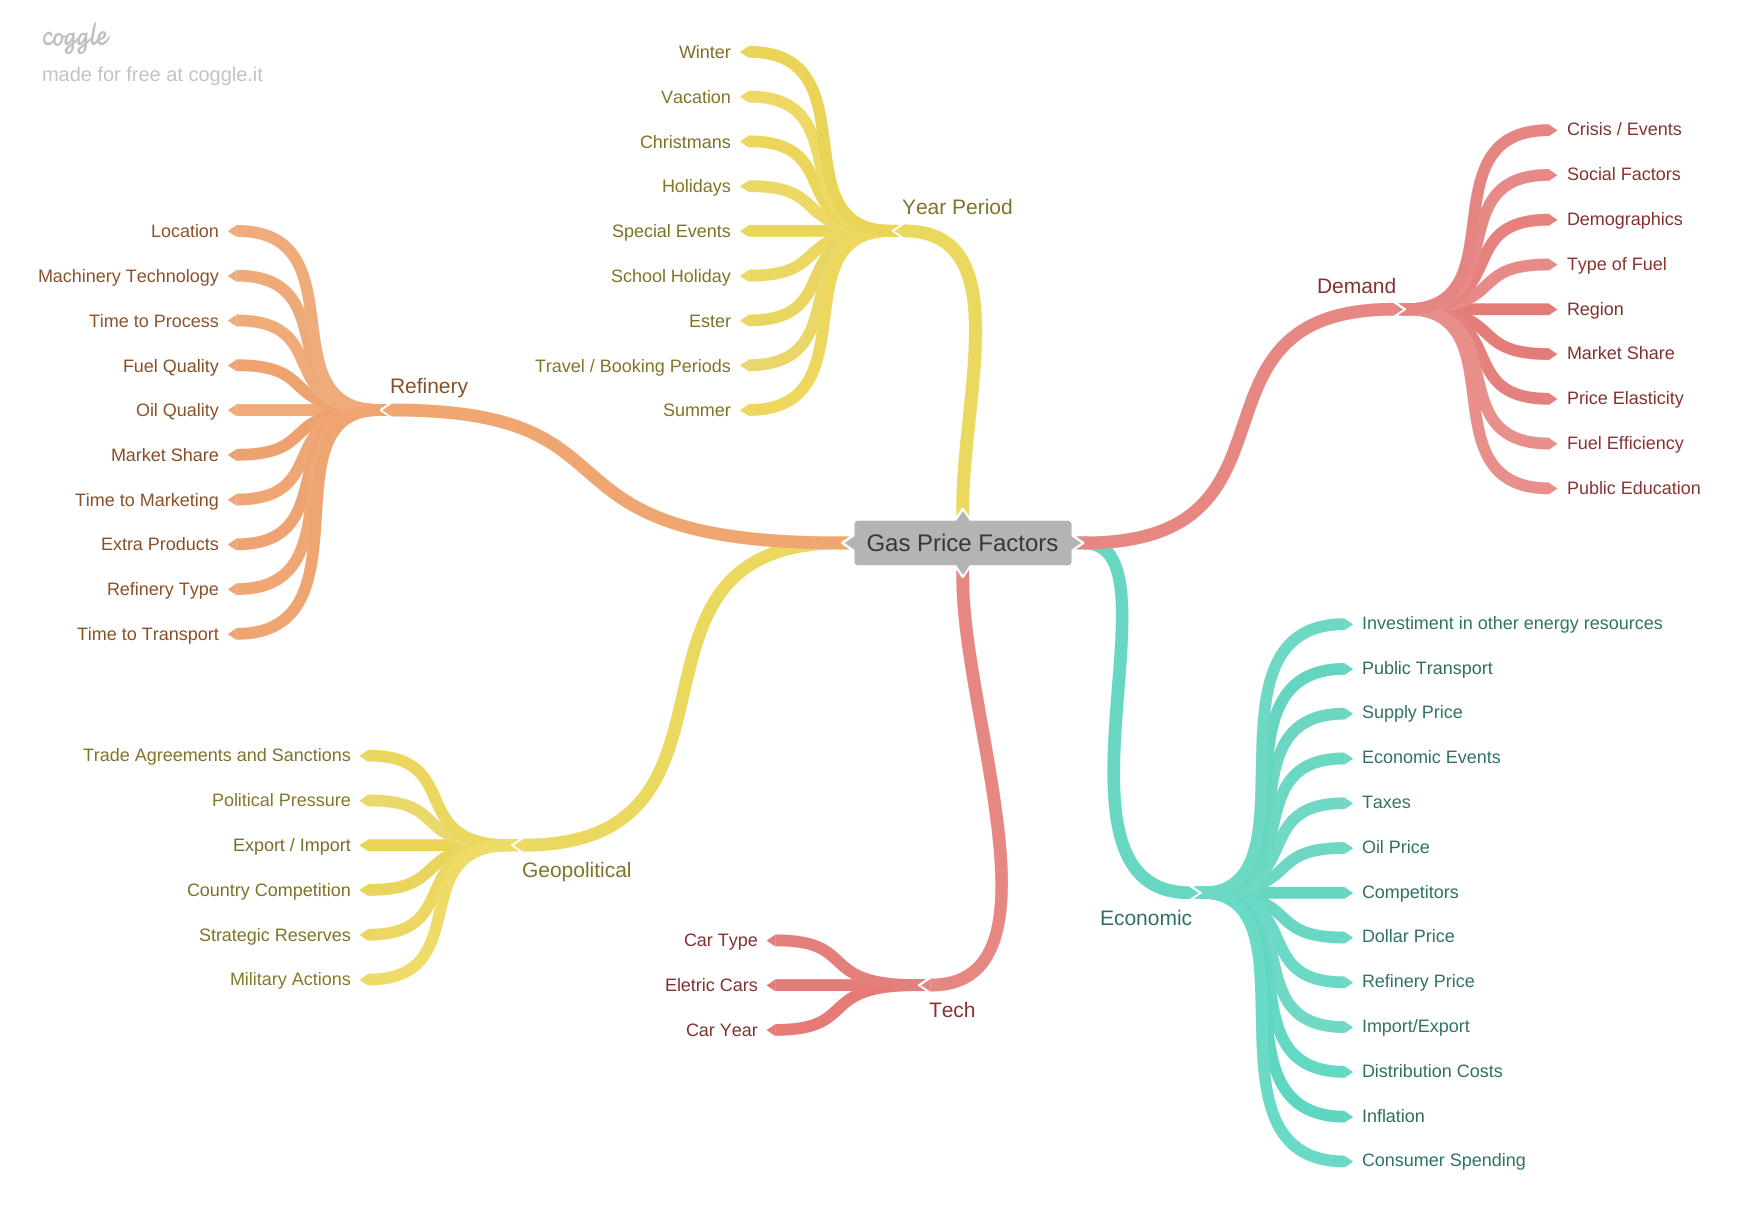 coggle
made for free at coggle.it
Gas Price Factors
Year Period
Winter
Vacation
Christmans
Holidays
Special Events
School Holiday
Ester
Travel / Booking Periods
Summer
Demand
Crisis / Events
Social Factors
Demographics
Type of Fuel
Region
Market Share
Price Elasticity
Fuel Efficiency
Public Education
Refinery
Location
Machinery Technology
Time to Process
Fuel Quality
Oil Quality
Market Share
Time to Marketing
Extra Products
Refinery Type
Time to Transport
Geopolitical
Trade Agreements and Sanctions
Political Pressure
Export / Import
Country Competition
Strategic Reserves
Military Actions
Tech
Car Type
Eletric Cars
Car Year
Economic
Investiment in other energy resources
Public Transport
Supply Price
Economic Events
Taxes
Oil Price
Competitors
Dollar Price
Refinery Price
Import/Export
Distribution Costs
Inflation
Consumer Spending